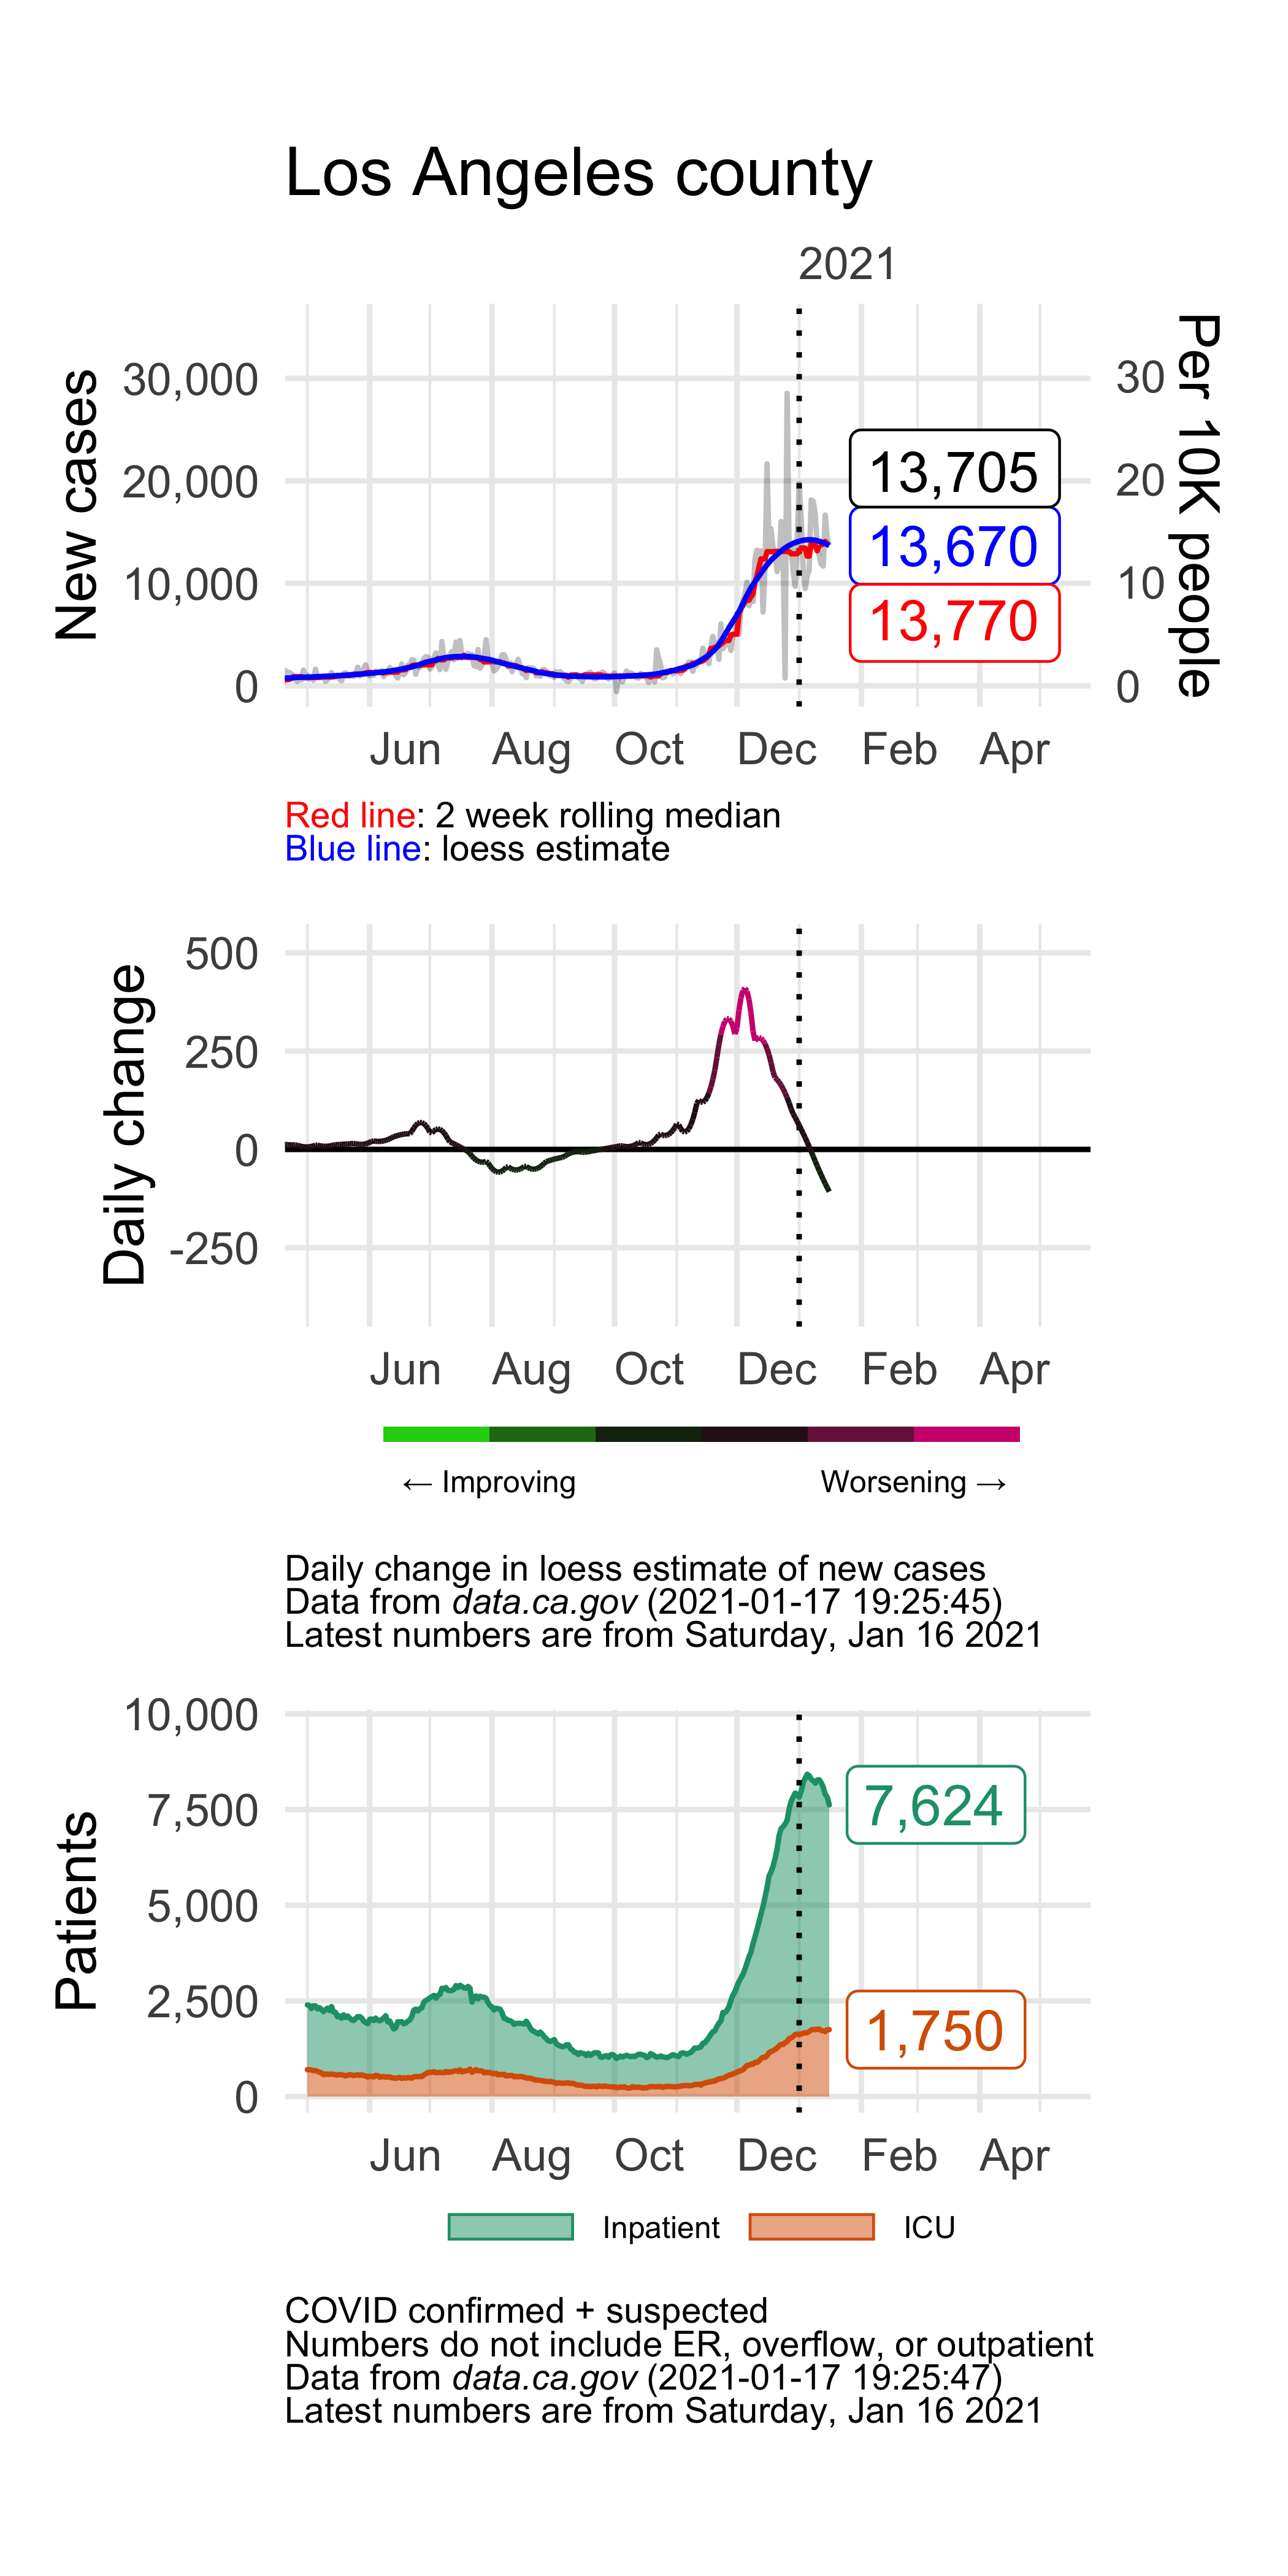 Los Angeles county
2021
New cases
30,000
20,000
10,000
0
30
20
10
0
Per 10K people
13,705
13,670
13,770
Jun Aug Oct Dec Feb Apr
Red line: 2 week rolling median
Blue line: loess estimate
Daily change
500
250
0
-250
Jun Aug Oct Dec Feb Apr
← Improving Worsening →
Daily change in loess estimate of new cases
Data from data.ca.gov (2021-01-17 19:25:45)
Latest numbers are from Saturday, Jan 16 2021
Patients
10,000
7,500
5,000
2,500
0
7,624
1,750
Jun Aug Oct Dec Feb Apr
Inpatient ICU
COVID confirmed + suspected
Numbers do not include ER, overflow, or outpatient
Data from data.ca.gov (2021-01-17 19:25:47)
Latest numbers are from Saturday, Jan 16 2021